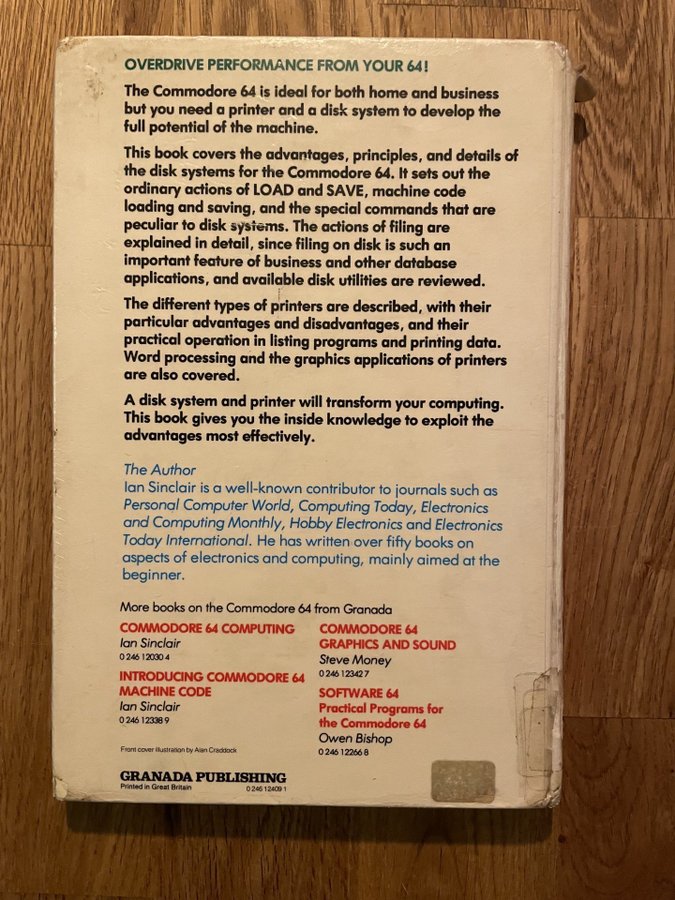 OVERDRIVE PERFORMANCE FROM YOUR 64!
The Commodore 64 is ideal for both home and business
but you need a printer and a disk system to develop the
full potential of the machine.
This book covers the advantages, principles, and details of
the disk systems for the Commodore 64. It sets out the
ordinary actions of LOAD and SAVE, machine code
loading and saving, and the special commands that are
peculiar to disk systems. The actions of filing are
explained in detail, since filing on disk is such an
important feature of business and other database
applications, and available disk utilities are reviewed.
The different types of printers are described, with their
particular advantages and disadvantages, and their
practical operation in listing programs and printing data.
Word processing and the graphics applications of printers
are also covered.
A disk system and printer will transform your computing.
This book gives you the inside knowledge to exploit the
advantages most effectively.
The Author
Ian Sinclair is a well-known contributor to journals such as
Personal Computer World, Computing Today, Electronics
and Computing Monthly, Hobby Electronics and Electronics
Today International. He has written over fifty books on
aspects of electronics and computing, mainly aimed at the
beginner.
More books on the Commodore 64 from Granada
COMMODORE 64 COMPUTING
Ian Sinclair
0 246 12030 4
INTRODUCING COMMODORE 64
MACHINE CODE
Ian Sinclair
0 246 12338 9
COMMODORE 64
GRAPHICS AND SOUND
Steve Money
0 246 12342 7
SOFTWARE 64
Practical Programs for
the Commodore 64
Owen Bishop
0 246 12266 8
Front cover illustration by Alan Craddock
GRANADA PUBLISHING
Printed in Great Britain
0 246 12409 1